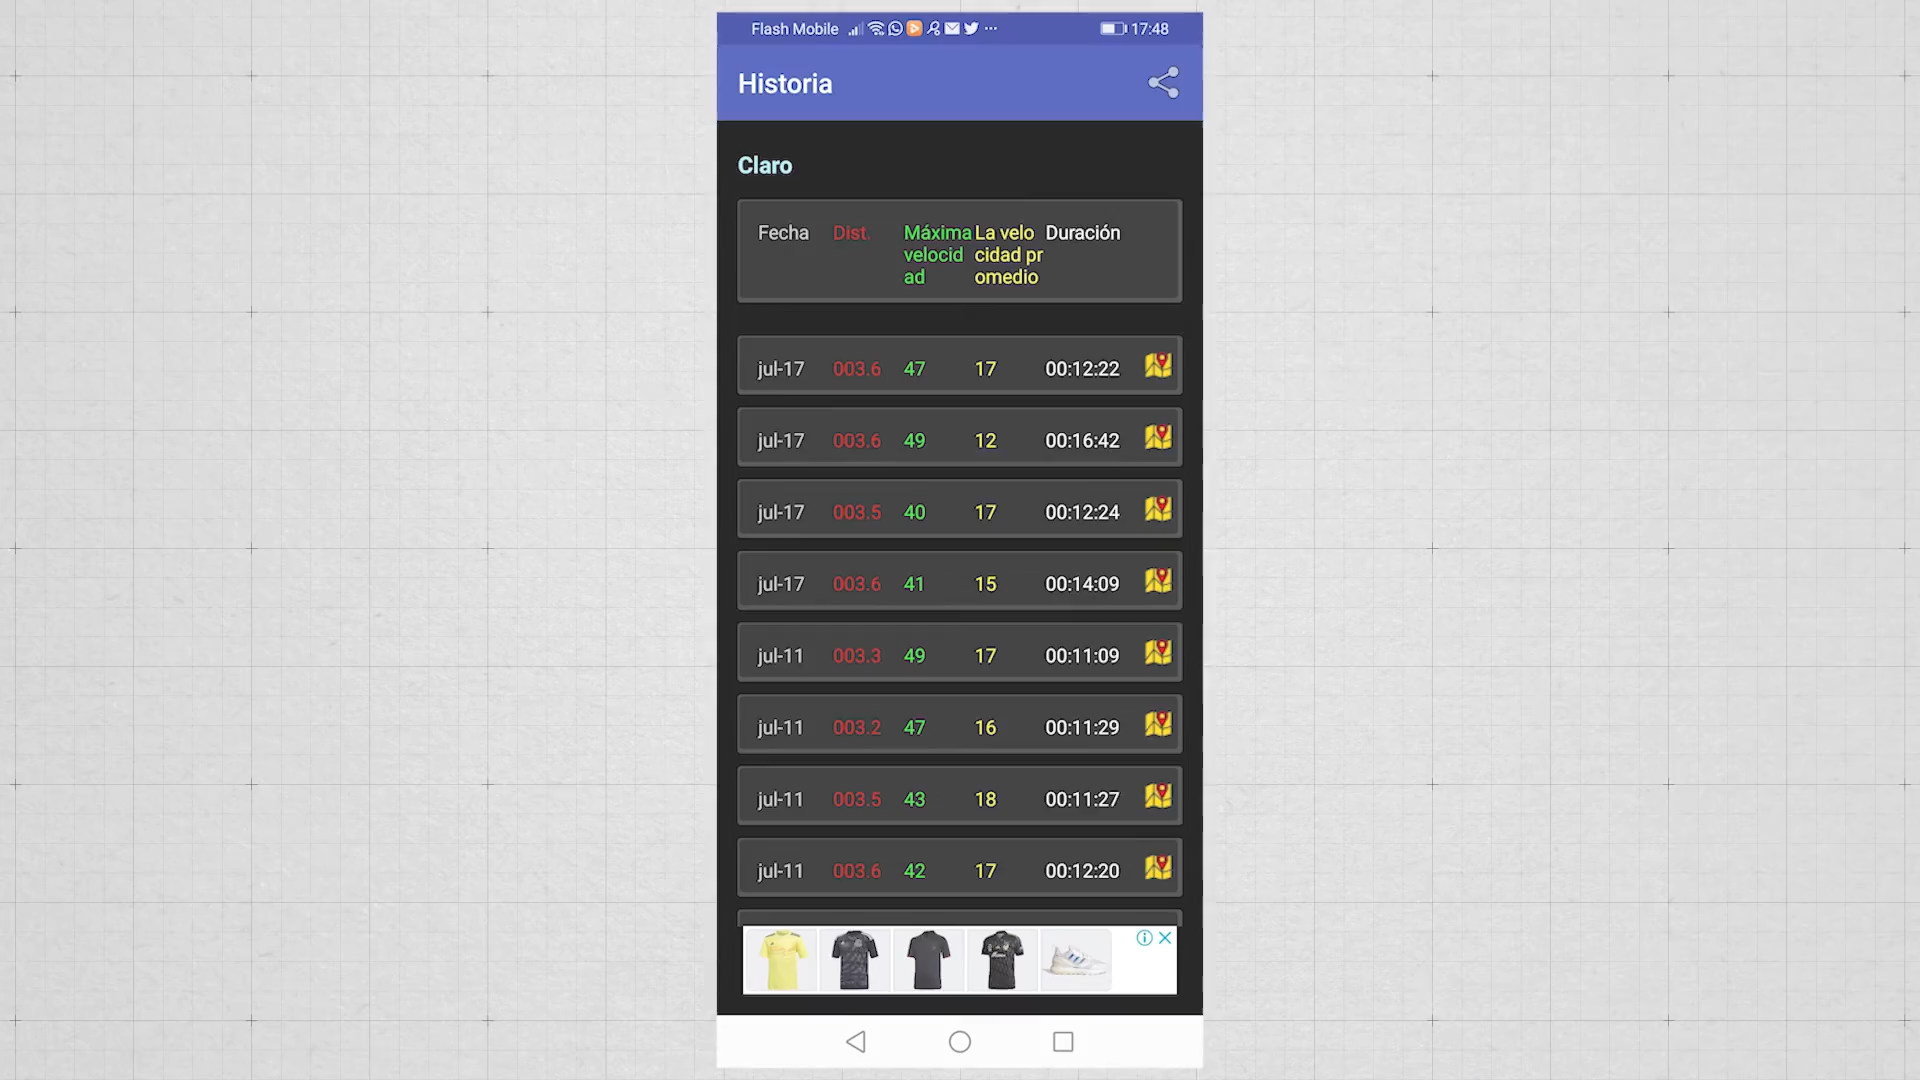 Flash Mobile 17:48
Historia
Claro
Fecha Dist. Máxima La velo Duración
velocid cidad pr
ad omedio
jul-17 003.6 47 17 00:12:22
jul-17 003.6 49 12 00:16:42
jul-17 003.5 40 17 00:12:24
jul-17 003.6 41 15 00:14:09
jul-11 003.3 49 17 00:11:09
jul-11 003.2 47 16 00:11:29
jul-11 003.5 43 18 00:11:27
jul-11 003.6 42 17 00:12:20